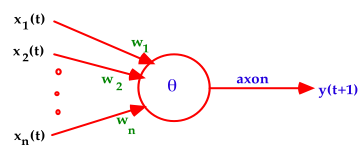 x1(t)
w1
x2(t)
w2
θ
axon
y(t+1)
wn
xn(t)